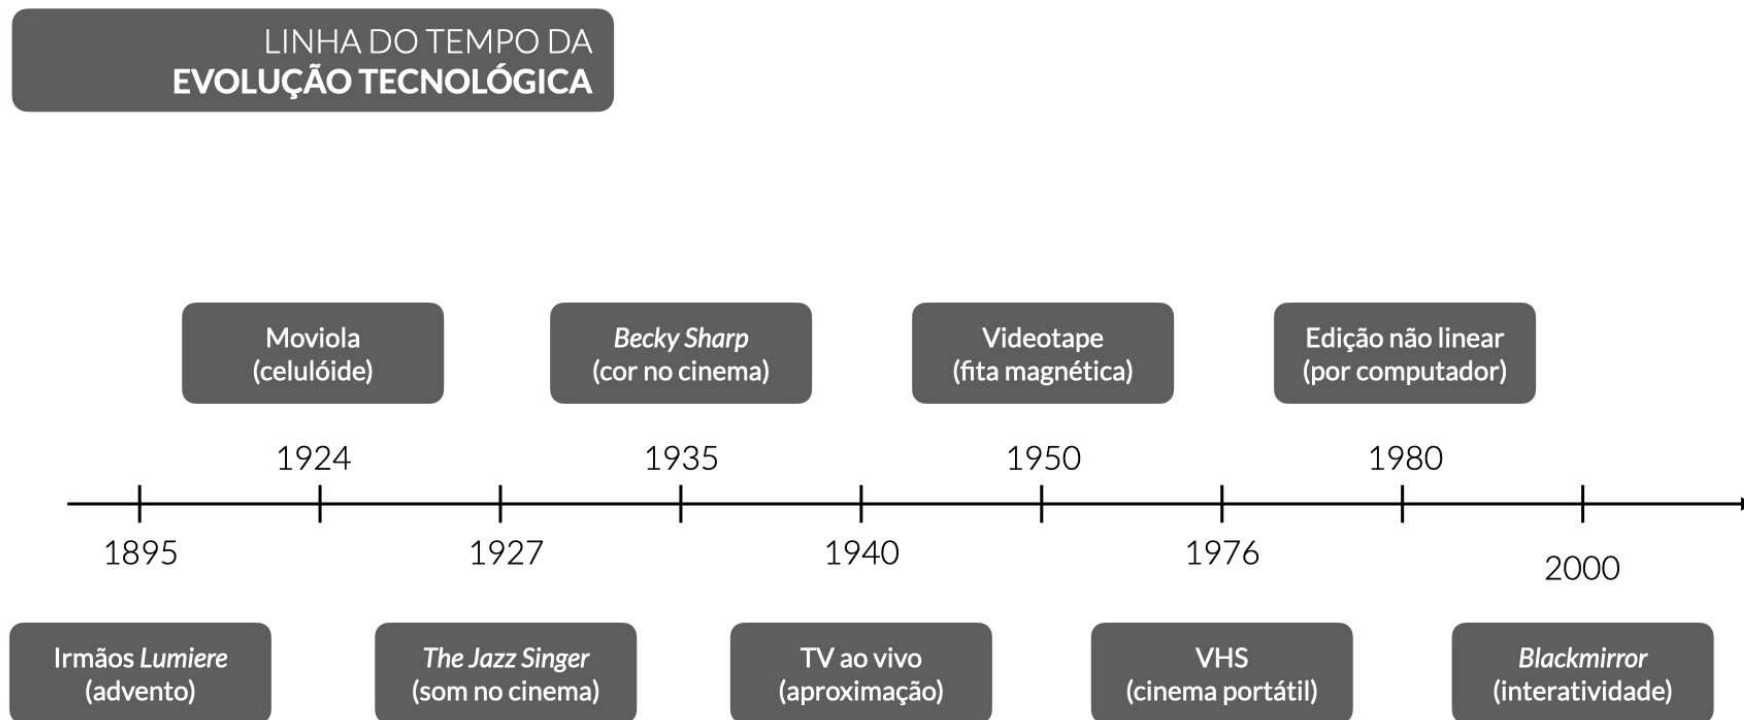 LINHA DO TEMPO DA
EVOLUÇÃO TECNOLÓGICA
Moviola
(celulóide)
Becky Sharp
(cor no cinema)
Videotape
(fita magnética)
Edição não linear
(por computador)
1924
1935
1950
1980
1895
1927
1940
1976
2000
Irmãos Lumiere
(advento)
The Jazz Singer
(som no cinema)
TV ao vivo
(aproximação)
VHS
(cinema portátil)
Blackmirror
(interatividade)